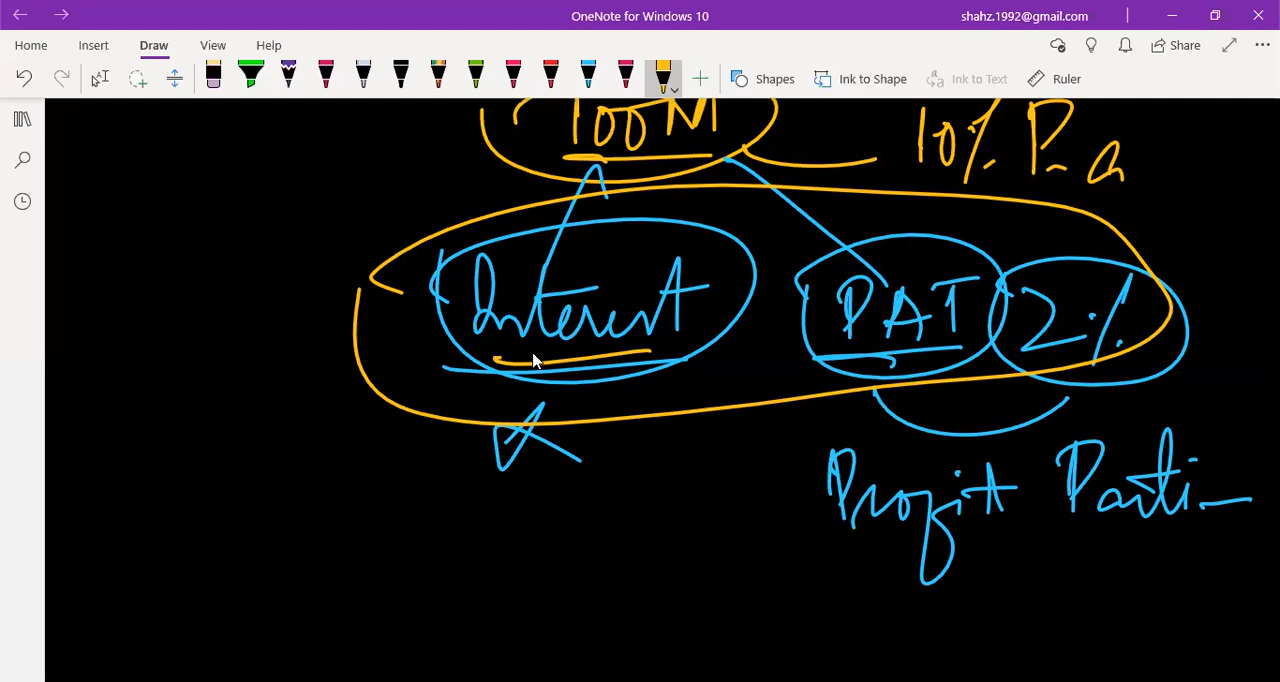 OneNote for Windows 10
shahz.1992@gmail.com
Home Insert Draw View Help
Share
Shapes
Ink to Shape
Ink to Text
Ruler
100M 10% P.a
Interest PAT 2%
Profit Parti